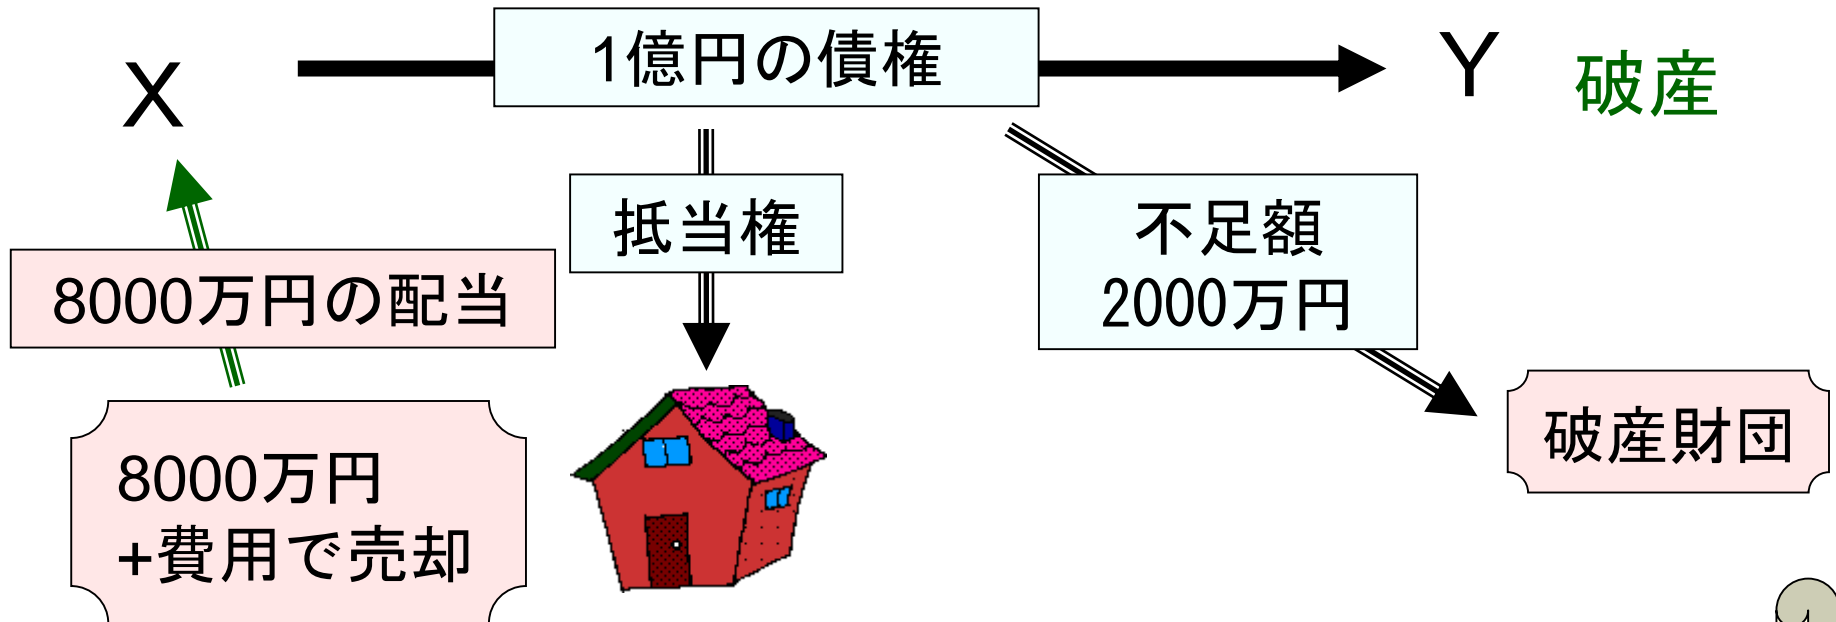 1億円の債権
X
Y
破産
抵当権
不足額
2000万円
8000万円の配当
8000万円
+費用で売却
破産財団